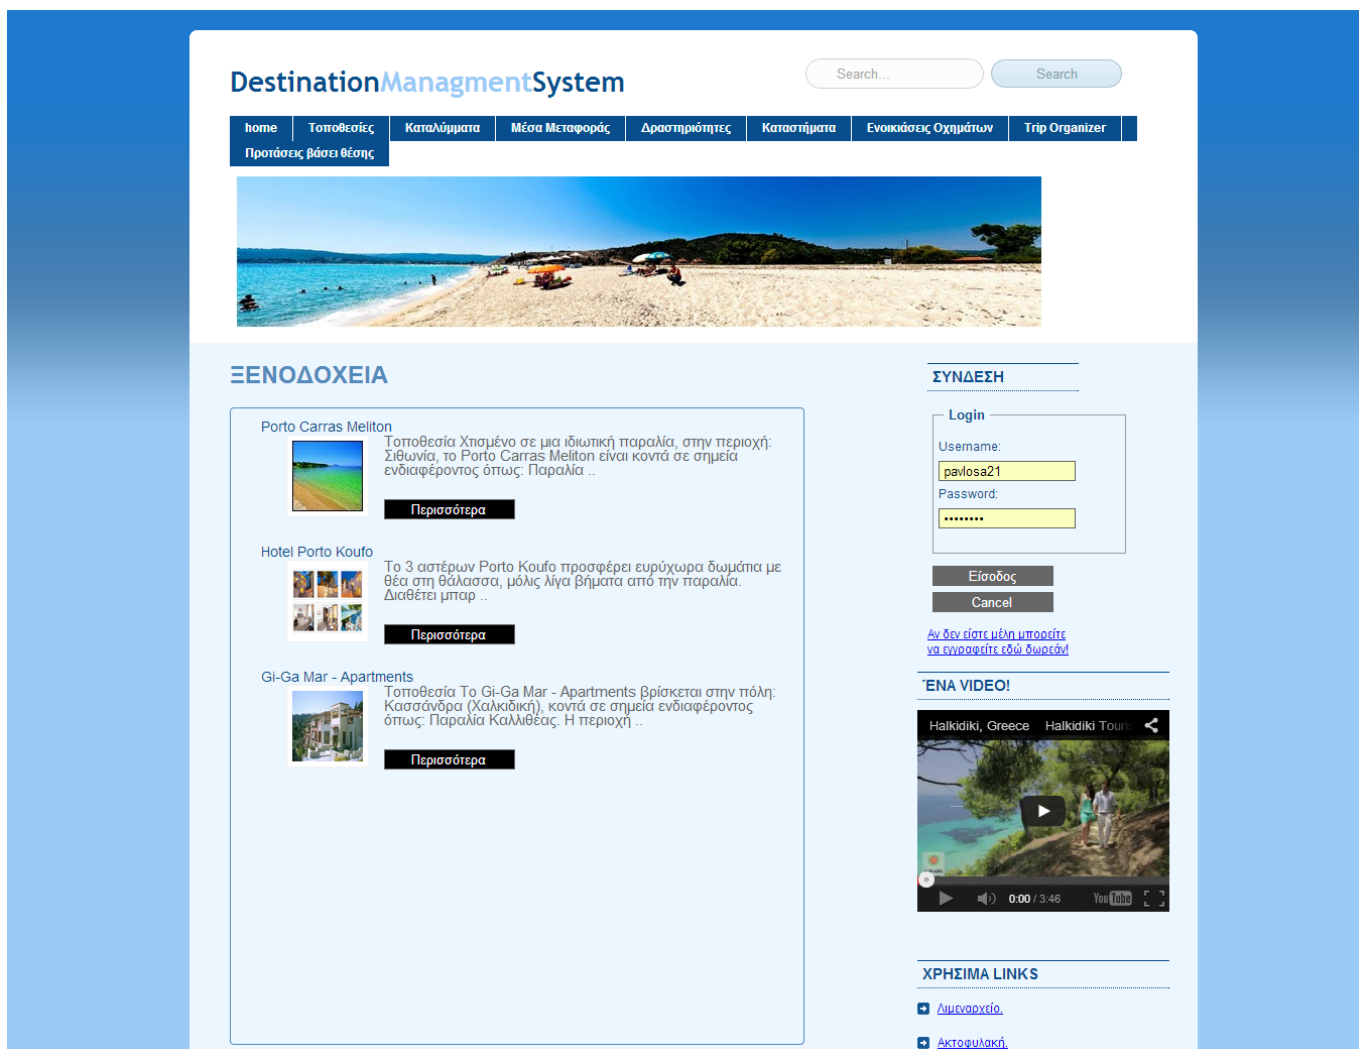 DestinationManagmentSystem
Search...
Search
home
Τοποθεσίες
Καταλύμματα
Μέσα Μεταφοράς
Δραστηριότητες
Καταστήματα
Ενοικιάσεις Οχημάτων
Trip Organizer
Προτάσεις βάσει θέσης
ΞΕΝΟΔΟΧΕΙΑ
Porto Carras Meliton
Τοποθεσία Χτισμένο σε μια ιδιωτική παραλία, στην περιοχή:
Σιθωνία, το Porto Carras Meliton είναι κοντά σε σημεία
ενδιαφέροντος όπως: Παραλία ..
Περισσότερα
Hotel Porto Koufo
Το 3 αστέρων Porto Koufo προσφέρει ευρύχωρα δωμάτια με
θέα στη θάλασσα, μόλις λίγα βήματα από την παραλία.
Διαθέτει μπαρ ..
Περισσότερα
Gi-Ga Mar - Apartments
Τοποθεσία Το Gi-Ga Mar - Apartments βρίσκεται στην πόλη:
Κασσάνδρα (Χαλκιδική), κοντά σε σημεία ενδιαφέροντος
όπως: Παραλία Καλλιθέας. Η περιοχή ..
Περισσότερα
ΣΥΝΔΕΣΗ
Login
Username:
pavlosa21
Password:
••••••••
Είσοδος
Cancel
Αν δεν είστε μέλη μπορείτε
να εγγραφείτε εδώ δωρεάν!
ΈΝΑ VIDEO!
Halkidiki, Greece Halkidiki Touris
0:00 / 3:46
YouTube
ΧΡΗΣΙΜΑ LINKS
Λιμεναρχείο.
Ακτοφυλακή.